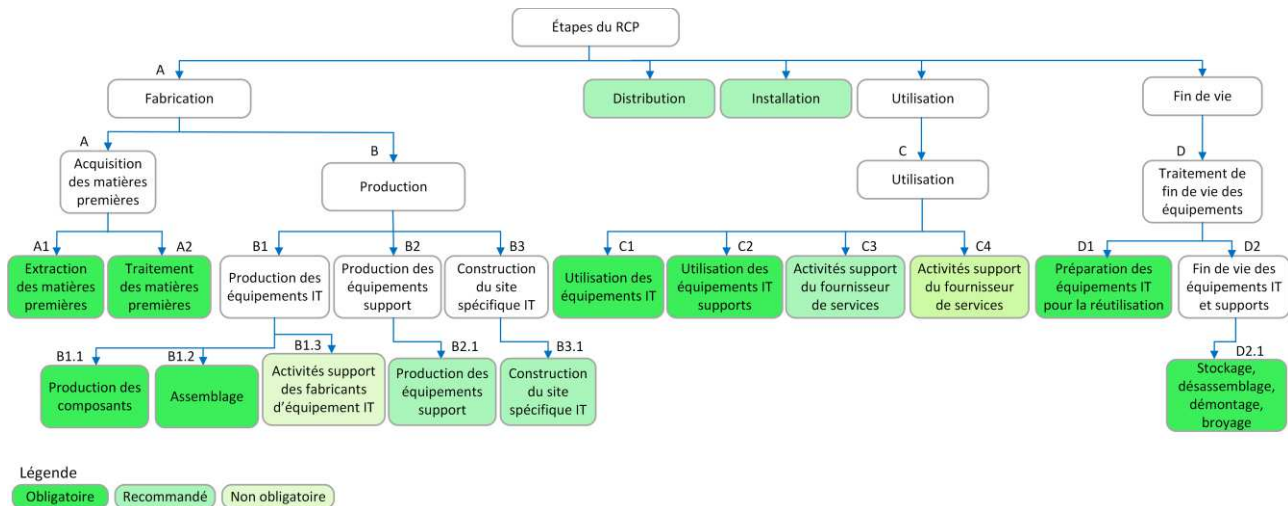 Étapes du RCP
A
Fabrication
Distribution
Installation
Utilisation
Fin de vie
A
Acquisition
des matières
premières
B
Production
C
Utilisation
D
Traitement de
fin de vie des
équipements
A1
Extraction
des matières
premières
A2
Traitement
des matières
premières
B1
Production des
équipements IT
B2
Production des
équipements
support
B3
Construction
du site
spécifique IT
C1
Utilisation des
équipements IT
C2
Utilisation des
équipements IT
supports
C3
Activités support
du fournisseur
de services
C4
Activités support
du fournisseur
de services
D1
Préparation des
équipements IT
pour la réutilisation
D2
Fin de vie des
équipements IT
et supports
B1.1
Production des
composants
B1.2
Assemblage
B1.3
Activités support
des fabricants
d'équipement IT
B2.1
Production des
équipements
support
B3.1
Construction
du site
spécifique IT
D2.1
Stockage,
désassemblage,
démontage,
broyage
Légende
Obligatoire
Recommandé
Non obligatoire